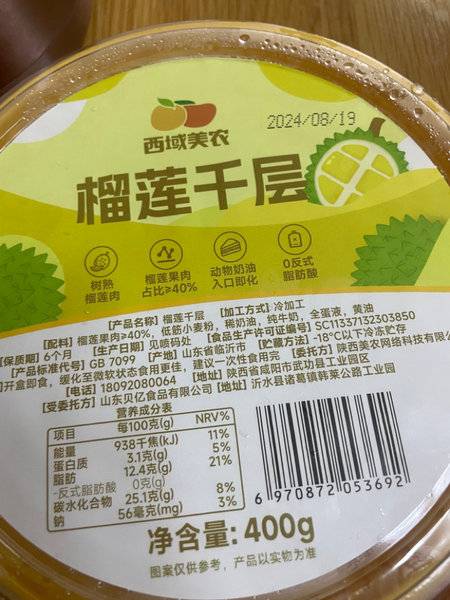 西域美农
2024/08/19
榴莲千层
树熟
榴莲肉
榴莲果肉
占比≥40%
动物奶油
入口即化
0反式
脂肪酸
【产品名称】榴莲千层 【加工方式】冷加工
【配料】榴莲果肉≥40%, 低筋小麦粉, 稀奶油, 纯牛奶, 全蛋液, 黄油
【保质期】6个月 【生产日期】见喷码处 【食品生产许可证编号】SC11337132303850
【产品标准代号】GB 7099 【产地】山东省临沂市 【贮藏方法】-18℃以下冷冻贮存
开盒即食, 缓化至微软状态食用更佳, 建议一次性食用完 【委托方】陕西美农网络科技有限公
【电话】18092080064 【地址】陕西省咸阳市武功县工业园区
【受委托方】山东贝亿食品有限公司 【地址】沂水县诸葛镇韩莱公路工业园
营养成分表
项目 每100克(g) NRV%
能量 938千焦(kJ) 11%
蛋白质 3.1克(g) 5%
脂肪 12.4克(g) 21%
-反式脂肪酸 0克(g)
碳水化合物 25.1克(g) 8%
钠 56毫克(mg) 3%
6 970872 053692
净含量: 400g
图案仅供参考, 产品以实物为准